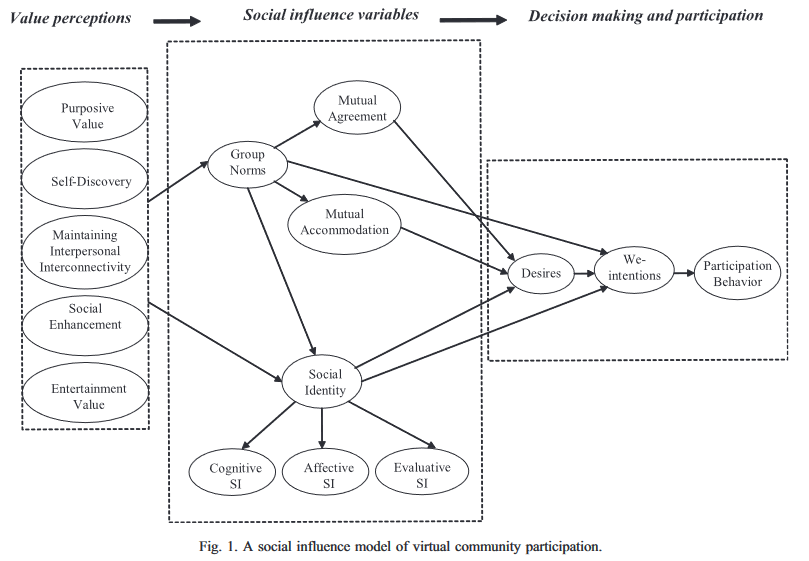 Value perceptions
Social influence variables
Decision making and participation
Purposive
Value
Self-Discovery
Maintaining
Interpersonal
Interconnectivity
Social
Enhancement
Entertainment
Value
Mutual
Agreement
Group
Norms
Mutual
Accommodation
Social
Identity
Cognitive
SI
Affective
SI
Evaluative
SI
Desires
We-
intentions
Participation
Behavior
Fig. 1. A social influence model of virtual community participation.